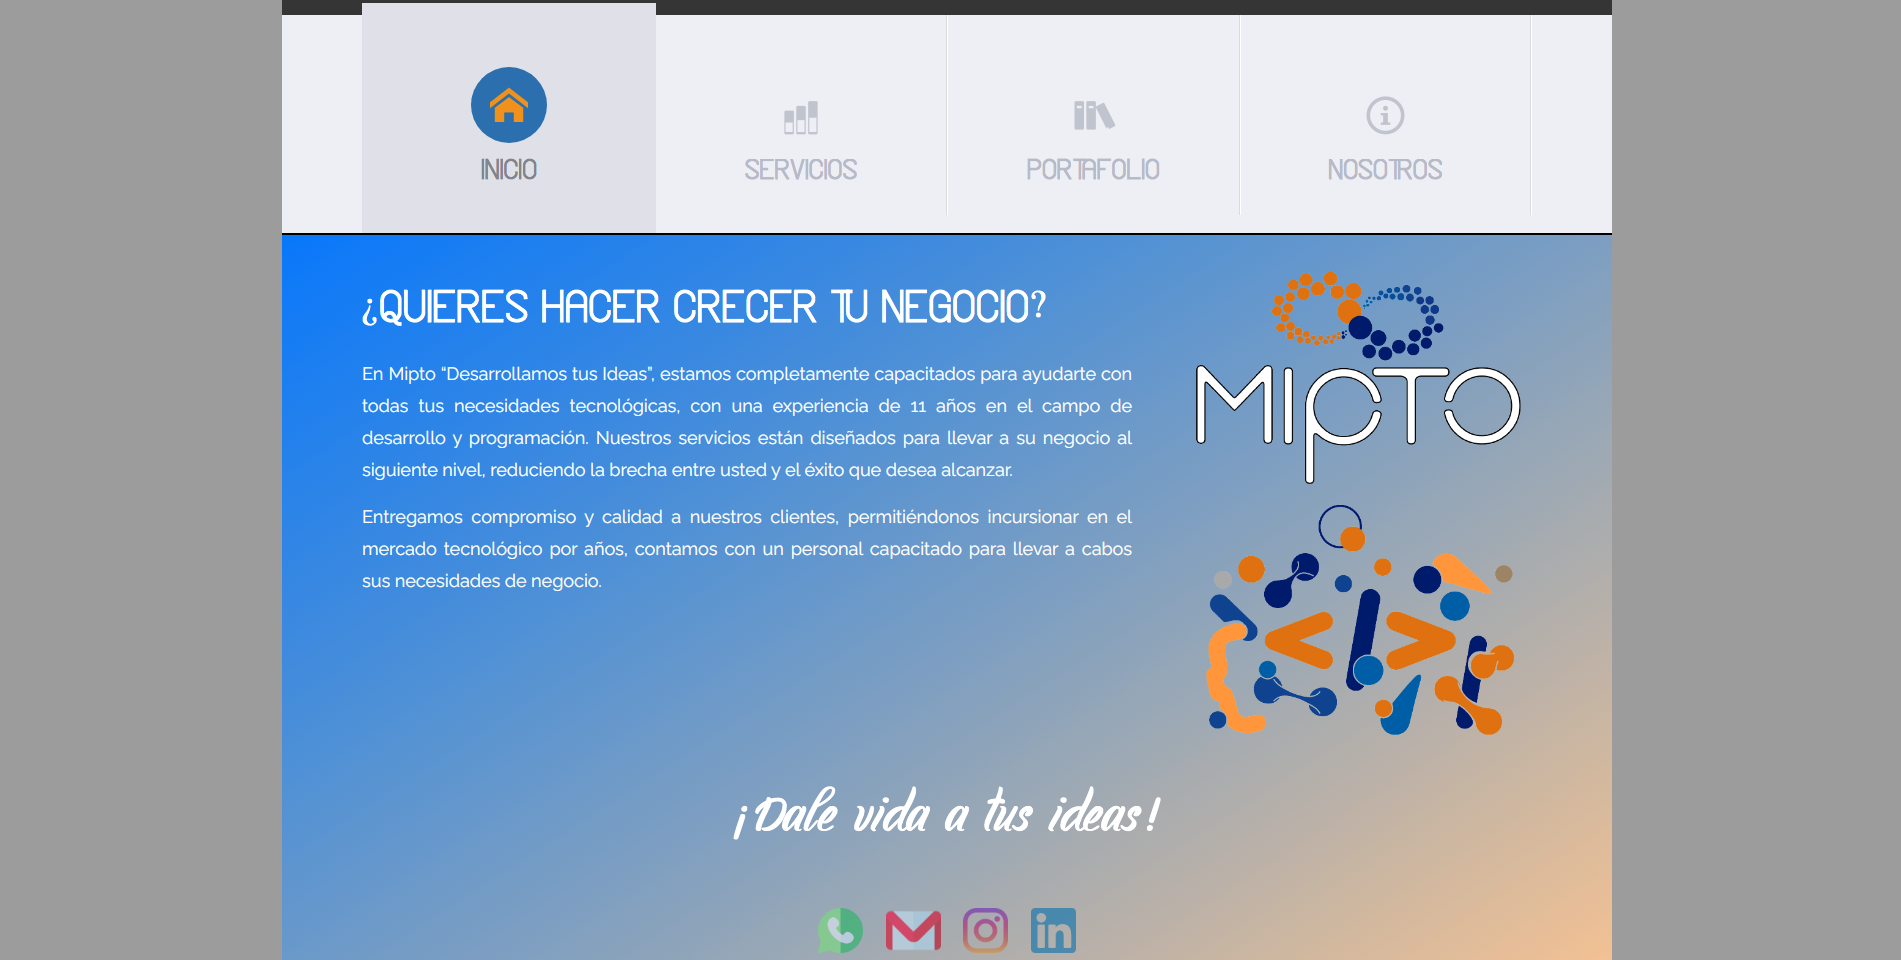 INICIO
SERVICIOS
PORTAFOLIO
NOSOTROS
¿QUIERES HACER CRECER TU NEGOCIO?
En Mipto “Desarrollamos tus Ideas”, estamos completamente capacitados para ayudarte con
todas tus necesidades tecnológicas, con una experiencia de 11 años en el campo de
desarrollo y programación. Nuestros servicios están diseñados para llevar a su negocio al
siguiente nivel, reduciendo la brecha entre usted y el éxito que desea alcanzar.
Entregamos compromiso y calidad a nuestros clientes, permitiéndonos incursionar en el
mercado tecnológico por años, contamos con un personal capacitado para llevar a cabos
sus necesidades de negocio.
MIPTO
</>
¡Dale vida a tus ideas!
in